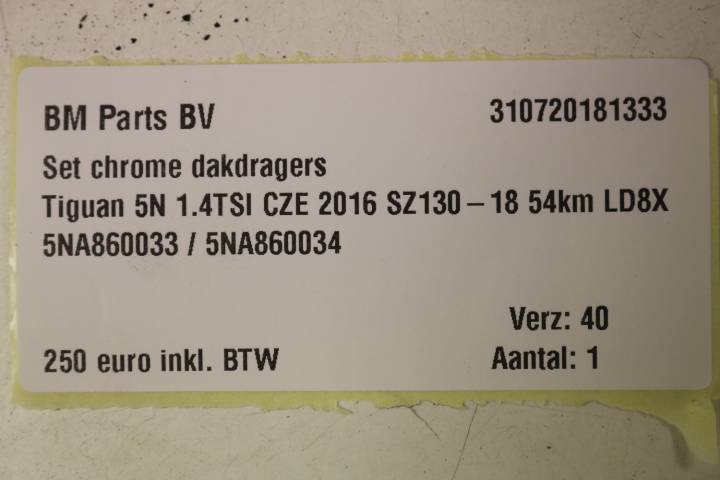 BM Parts BV 310720181333
Set chrome dakdragers
Tiguan 5N 1.4TSI CZE 2016 SZ130 – 18 54km LD8X
5NA860033 / 5NA860034
Verz: 40
250 euro inkl. BTW Aantal: 1